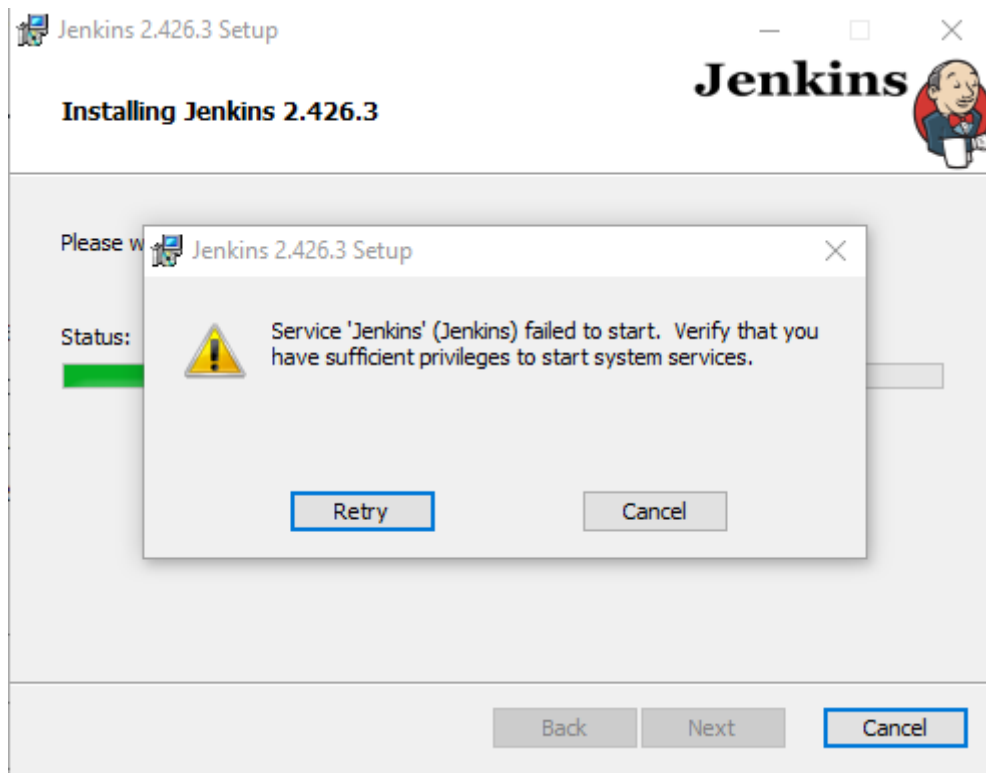 Jenkins 2.426.3 Setup
Jenkins
Installing Jenkins 2.426.3
Please w
Jenkins 2.426.3 Setup
Status:
Service 'Jenkins' (Jenkins) failed to start. Verify that you
have sufficient privileges to start system services.
Retry Cancel
Back Next Cancel